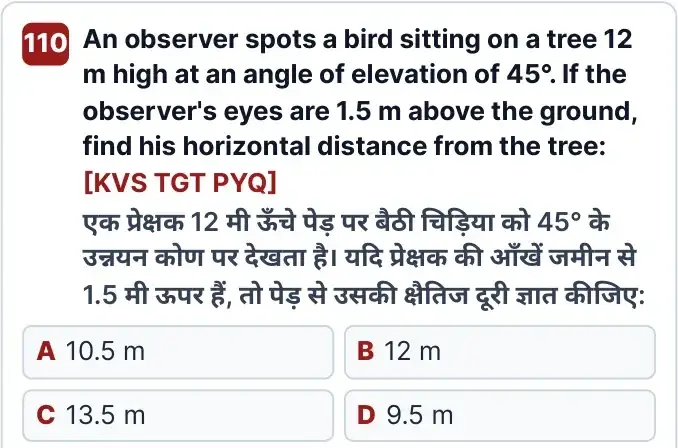 110 An observer spots a bird sitting on a tree 12
m high at an angle of elevation of 45°. If the
observer's eyes are 1.5 m above the ground,
find his horizontal distance from the tree:
[KVS TGT PYQ]
एक प्रेक्षक 12 मी ऊँचे पेड़ पर बैठी चिड़िया को 45° के
उन्नयन कोण पर देखता है। यदि प्रेक्षक की आँखें जमीन से
1.5 मी ऊपर हैं, तो पेड़ से उसकी क्षैतिज दूरी ज्ञात कीजिए:
A 10.5 m
B 12 m
C 13.5 m
D 9.5 m